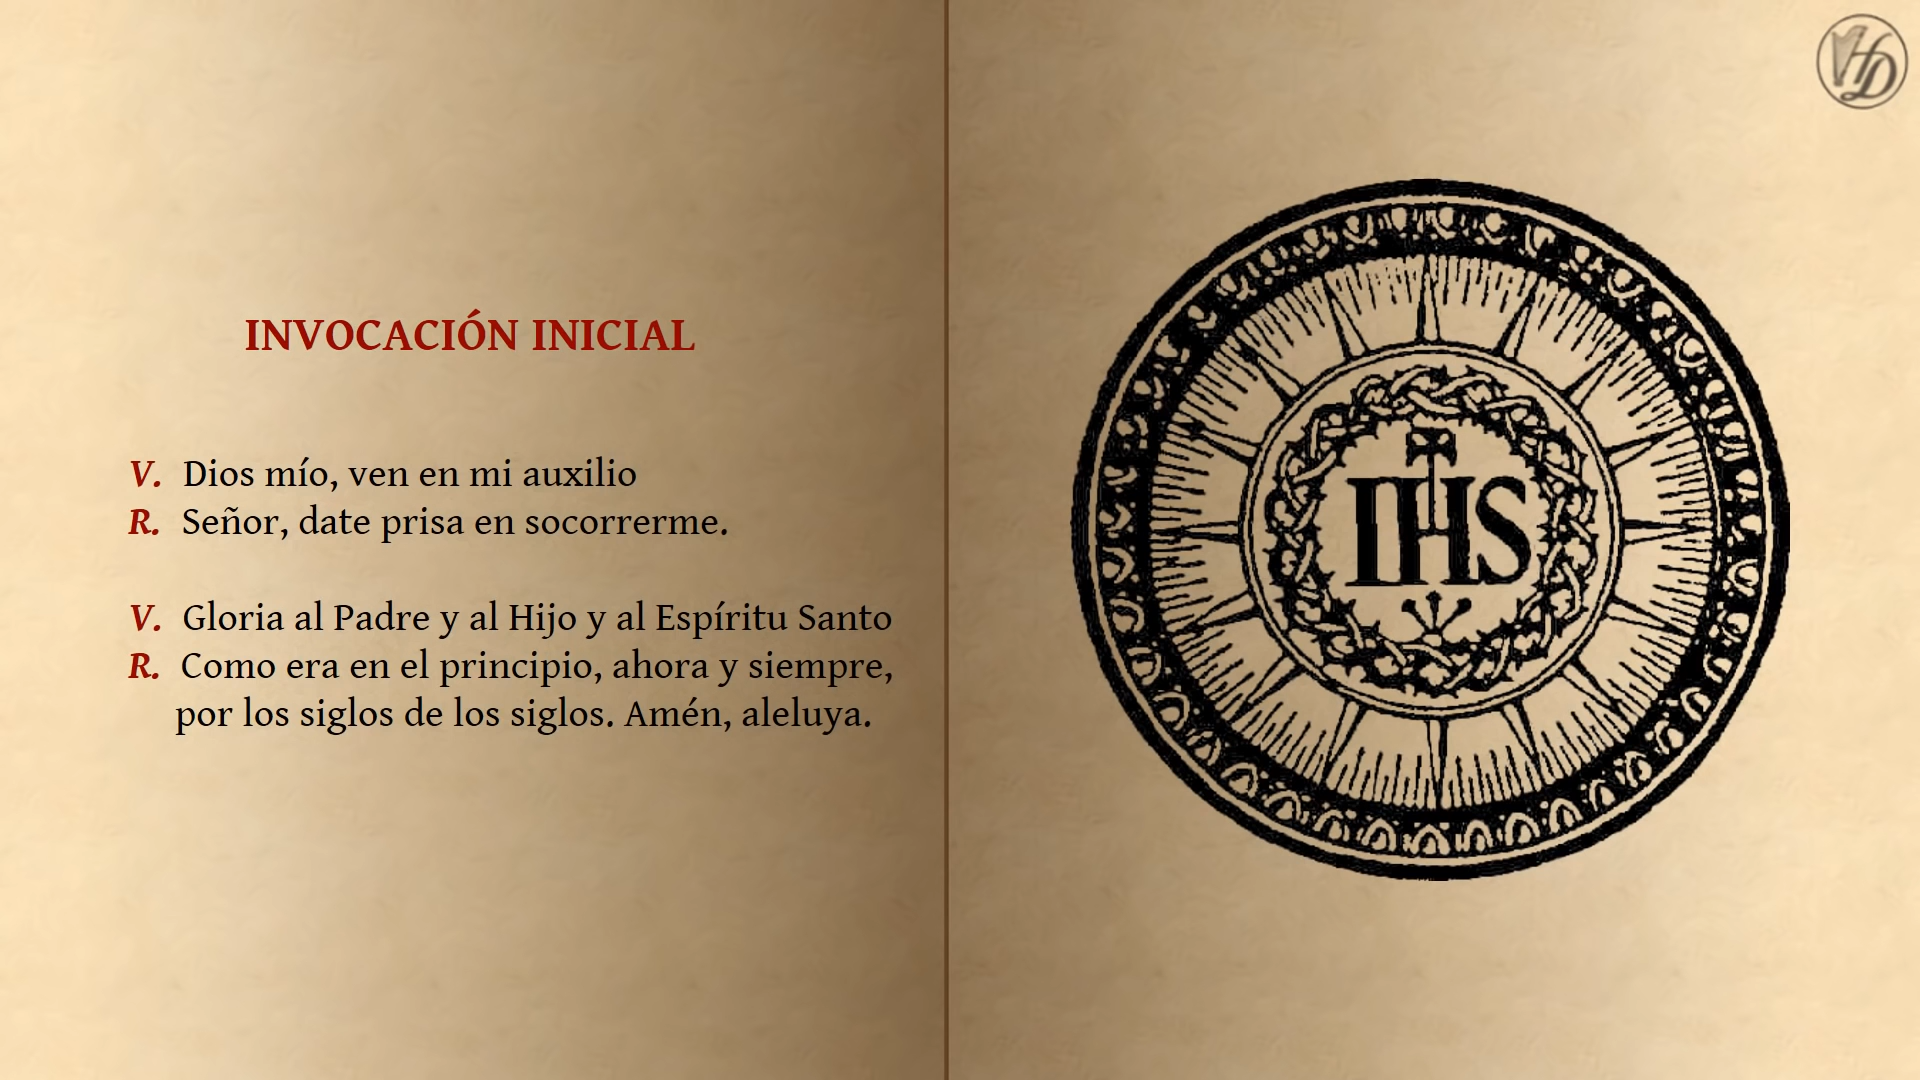 INVOCACIÓN INICIAL
V. Dios mío, ven en mi auxilio
R. Señor, date prisa en socorrerme.
V. Gloria al Padre y al Hijo y al Espíritu Santo
R. Como era en el principio, ahora y siempre,
por los siglos de los siglos. Amén, aleluya.
IHS
HD